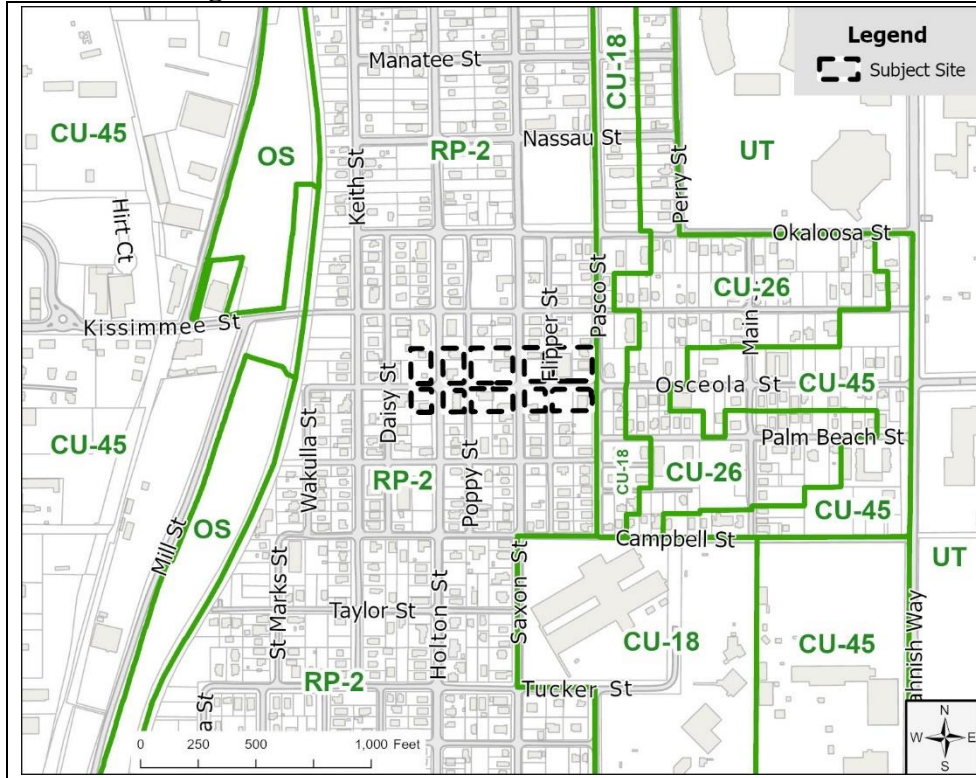 Legend
Subject Site
Manatee St
CU-18
Nassau St
CU-45
OS
RP-2
UT
Keith St
Perry St
Hirt Ct
Okaloosa St
CU-26
Main
Pasco St
Flipper St
Kissimmee St
Daisy St
Osceola St
CU-45
CU-45
Wakulla St
Poppy St
RP-2
CU-18
CU-26
Palm Beach St
CU-45
OS
Mill St
Campbell St
UT
St Marks St
Taylor St
Holton St
Saxon St
CU-18
CU-45
ahnish Way
RP-2
Tucker St
a St
0 250 500 1,000 Feet
N
W E
S